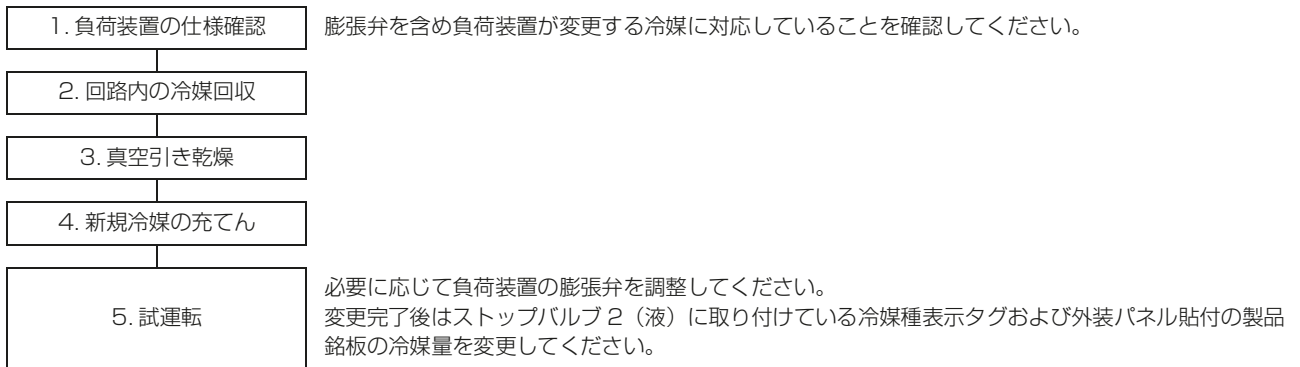 1. 負荷装置の仕様確認
膨張弁を含め負荷装置が変更する冷媒に対応していることを確認してください。
2. 回路内の冷媒回収
3. 真空引き乾燥
4. 新規冷媒の充てん
5. 試運転
必要に応じて負荷装置の膨張弁を調整してください。
変更完了後はストップバルブ 2（液）に取り付けている冷媒種表示タグおよび外装パネル貼付の製品
銘板の冷媒量を変更してください。